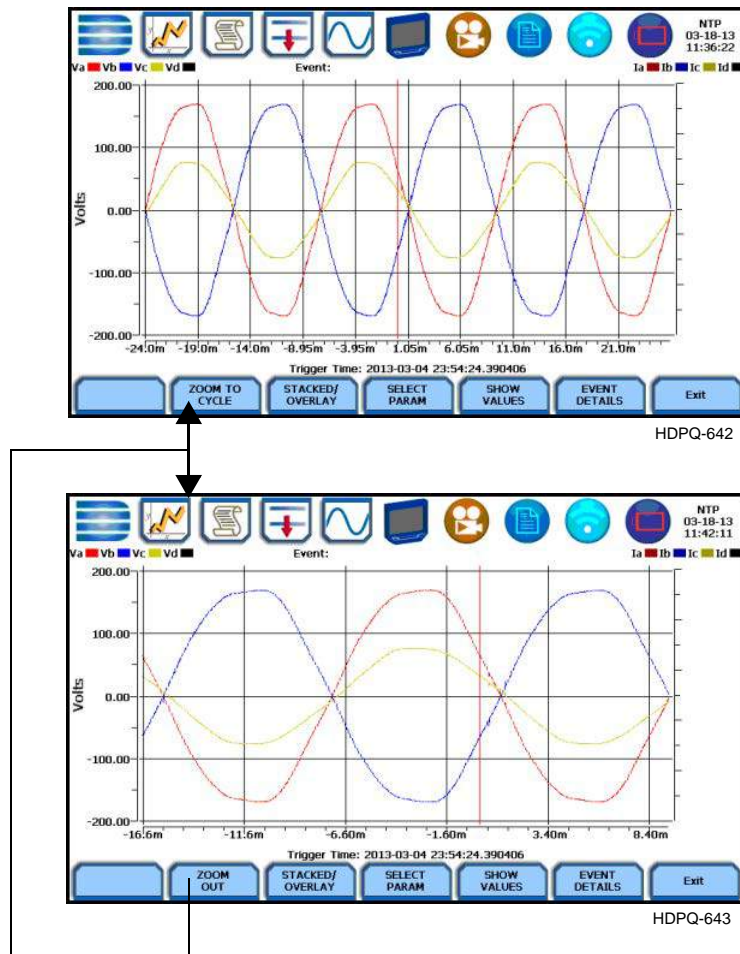 NTP
03-18-13
11:36:22
Va Vb Vc Vd
Event:
Ia Ib Ic Id
200.00
100.00
0.00
-100.00
-200.00
Volts
-24.0m -19.0m -14.0m -8.95m -3.95m 1.05m 6.05m 11.0m 16.0m 21.0m
Trigger Time: 2013-03-04 23:54:24.390406
ZOOM TO CYCLE
STACKED/ OVERLAY
SELECT PARAM
SHOW VALUES
EVENT DETAILS
Exit
HDPQ-642
NTP
03-18-13
11:42:11
Va Vb Vc Vd
Event:
Ia Ib Ic Id
200.00
100.00
0.00
-100.00
-200.00
Volts
-16.6m -11.6m -6.60m -1.60m 3.40m 8.40m
Trigger Time: 2013-03-04 23:54:24.390406
ZOOM OUT
STACKED/ OVERLAY
SELECT PARAM
SHOW VALUES
EVENT DETAILS
Exit
HDPQ-643